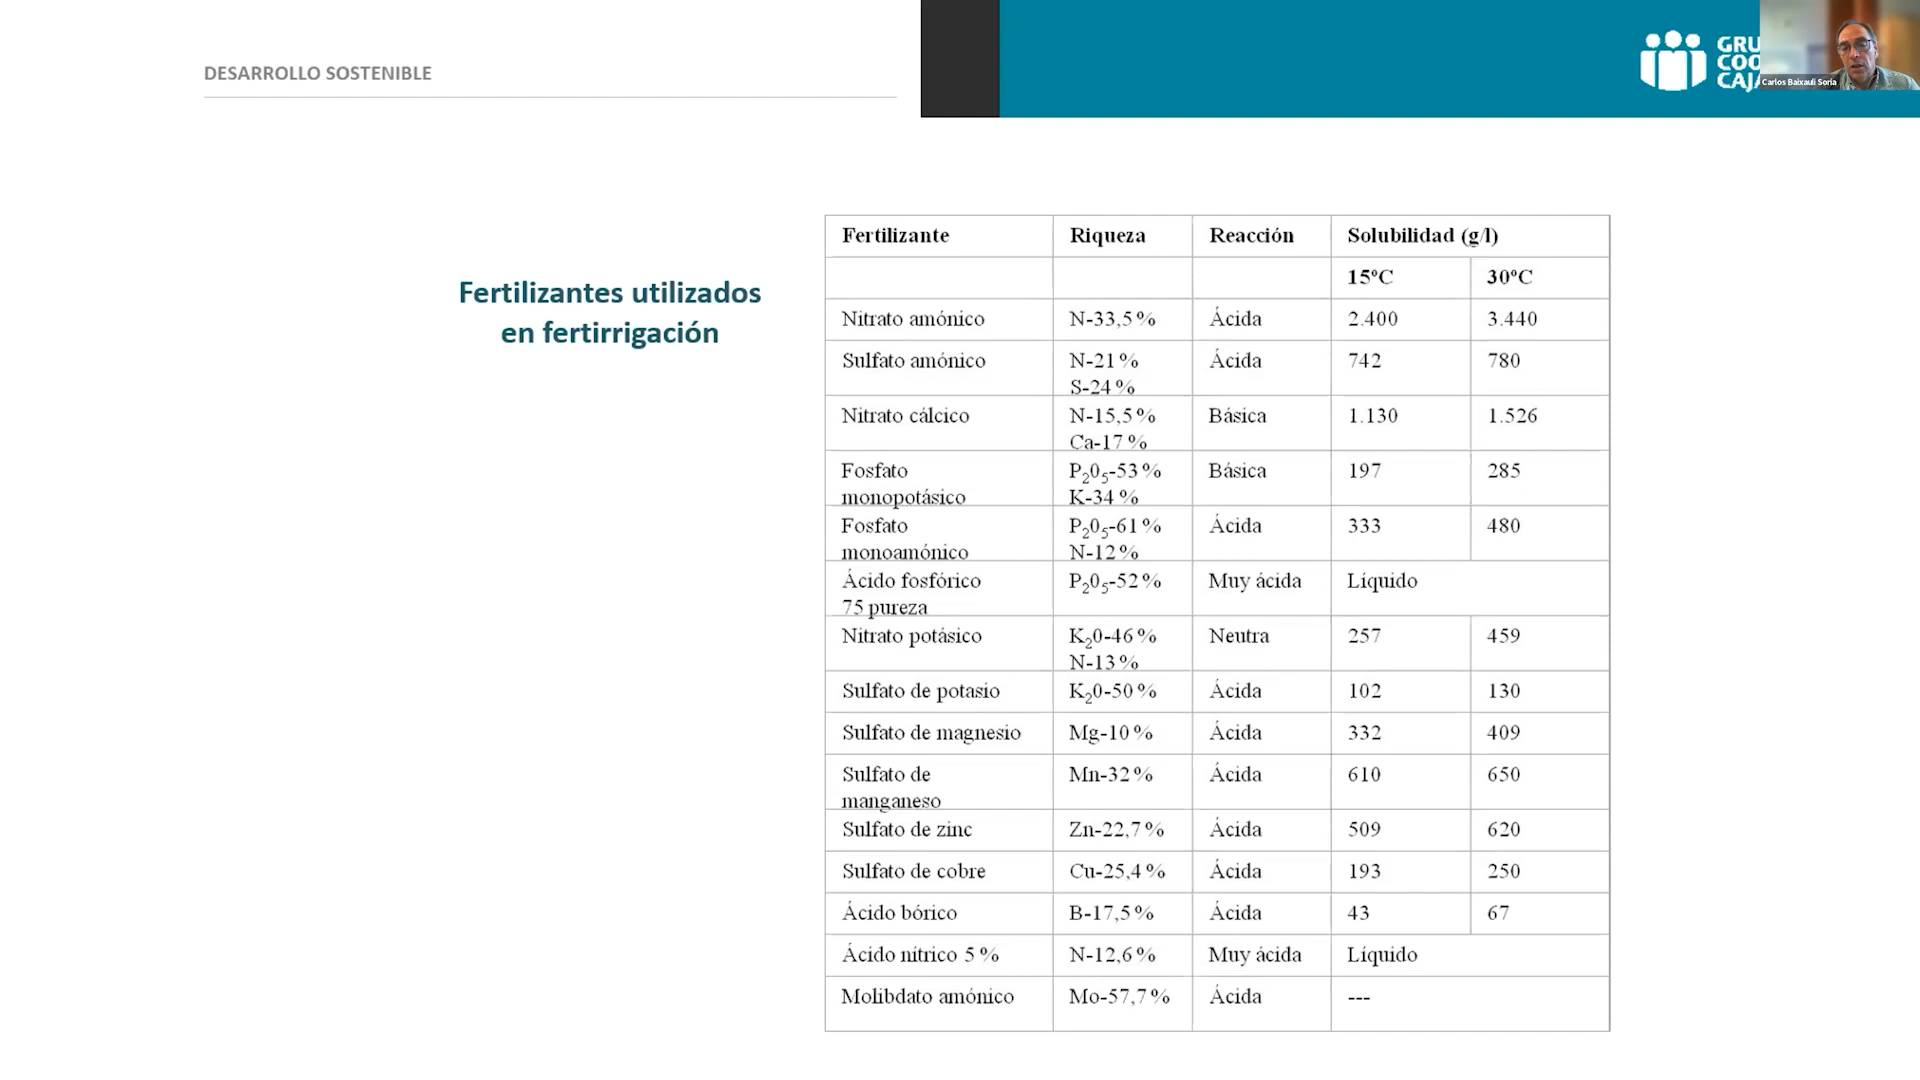 DESARROLLO SOSTENIBLE
GRU
COO
CAJ
Carlos Baixauli Soria
Fertilizantes utilizados
en fertirrigación
Fertilizante Riqueza Reacción Solubilidad (g/l)
15ºC 30ºC
Nitrato amónico N-33,5% Ácida 2.400 3.440
Sulfato amónico N-21% Ácida 742 780
S-24%
Nitrato cálcico N-15,5% Básica 1.130 1.526
Ca-17%
Fosfato P₂0₅-53% Básica 197 285
monopotásico K-34%
Fosfato P₂0₅-61% Ácida 333 480
monoamónico N-12%
Ácido fosfórico P₂0₅-52% Muy ácida Líquido
75 pureza
Nitrato potásico K₂0-46% Neutra 257 459
N-13%
Sulfato de potasio K₂0-50% Ácida 102 130
Sulfato de magnesio Mg-10% Ácida 332 409
Sulfato de Mn-32% Ácida 610 650
manganeso
Sulfato de zinc Zn-22,7% Ácida 509 620
Sulfato de cobre Cu-25,4% Ácida 193 250
Ácido bórico B-17,5% Ácida 43 67
Ácido nítrico 5% N-12,6% Muy ácida Líquido
Molibdato amónico Mo-57,7% Ácida ---